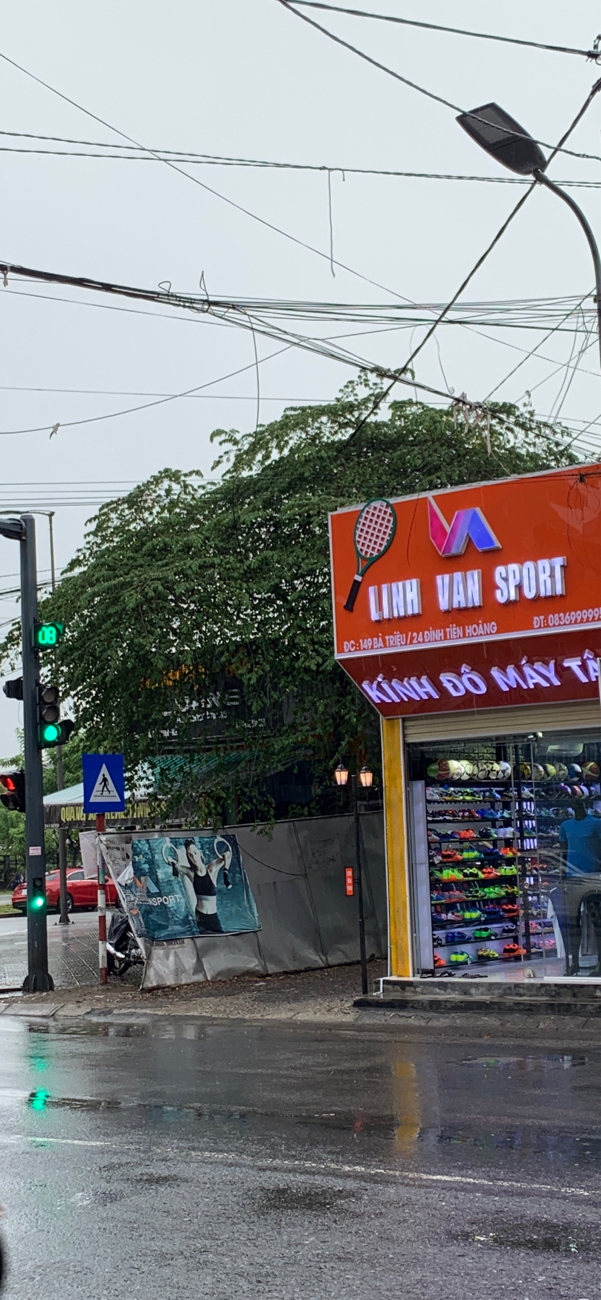 LINH VAN SPORT
ĐC: 149 BÀ TRIỆU / 24 ĐINH TIÊN HOÀNG
ĐT: 083699999
KÍNH ĐÔ MÁY TẬ
08
QUẢNG
SPORT